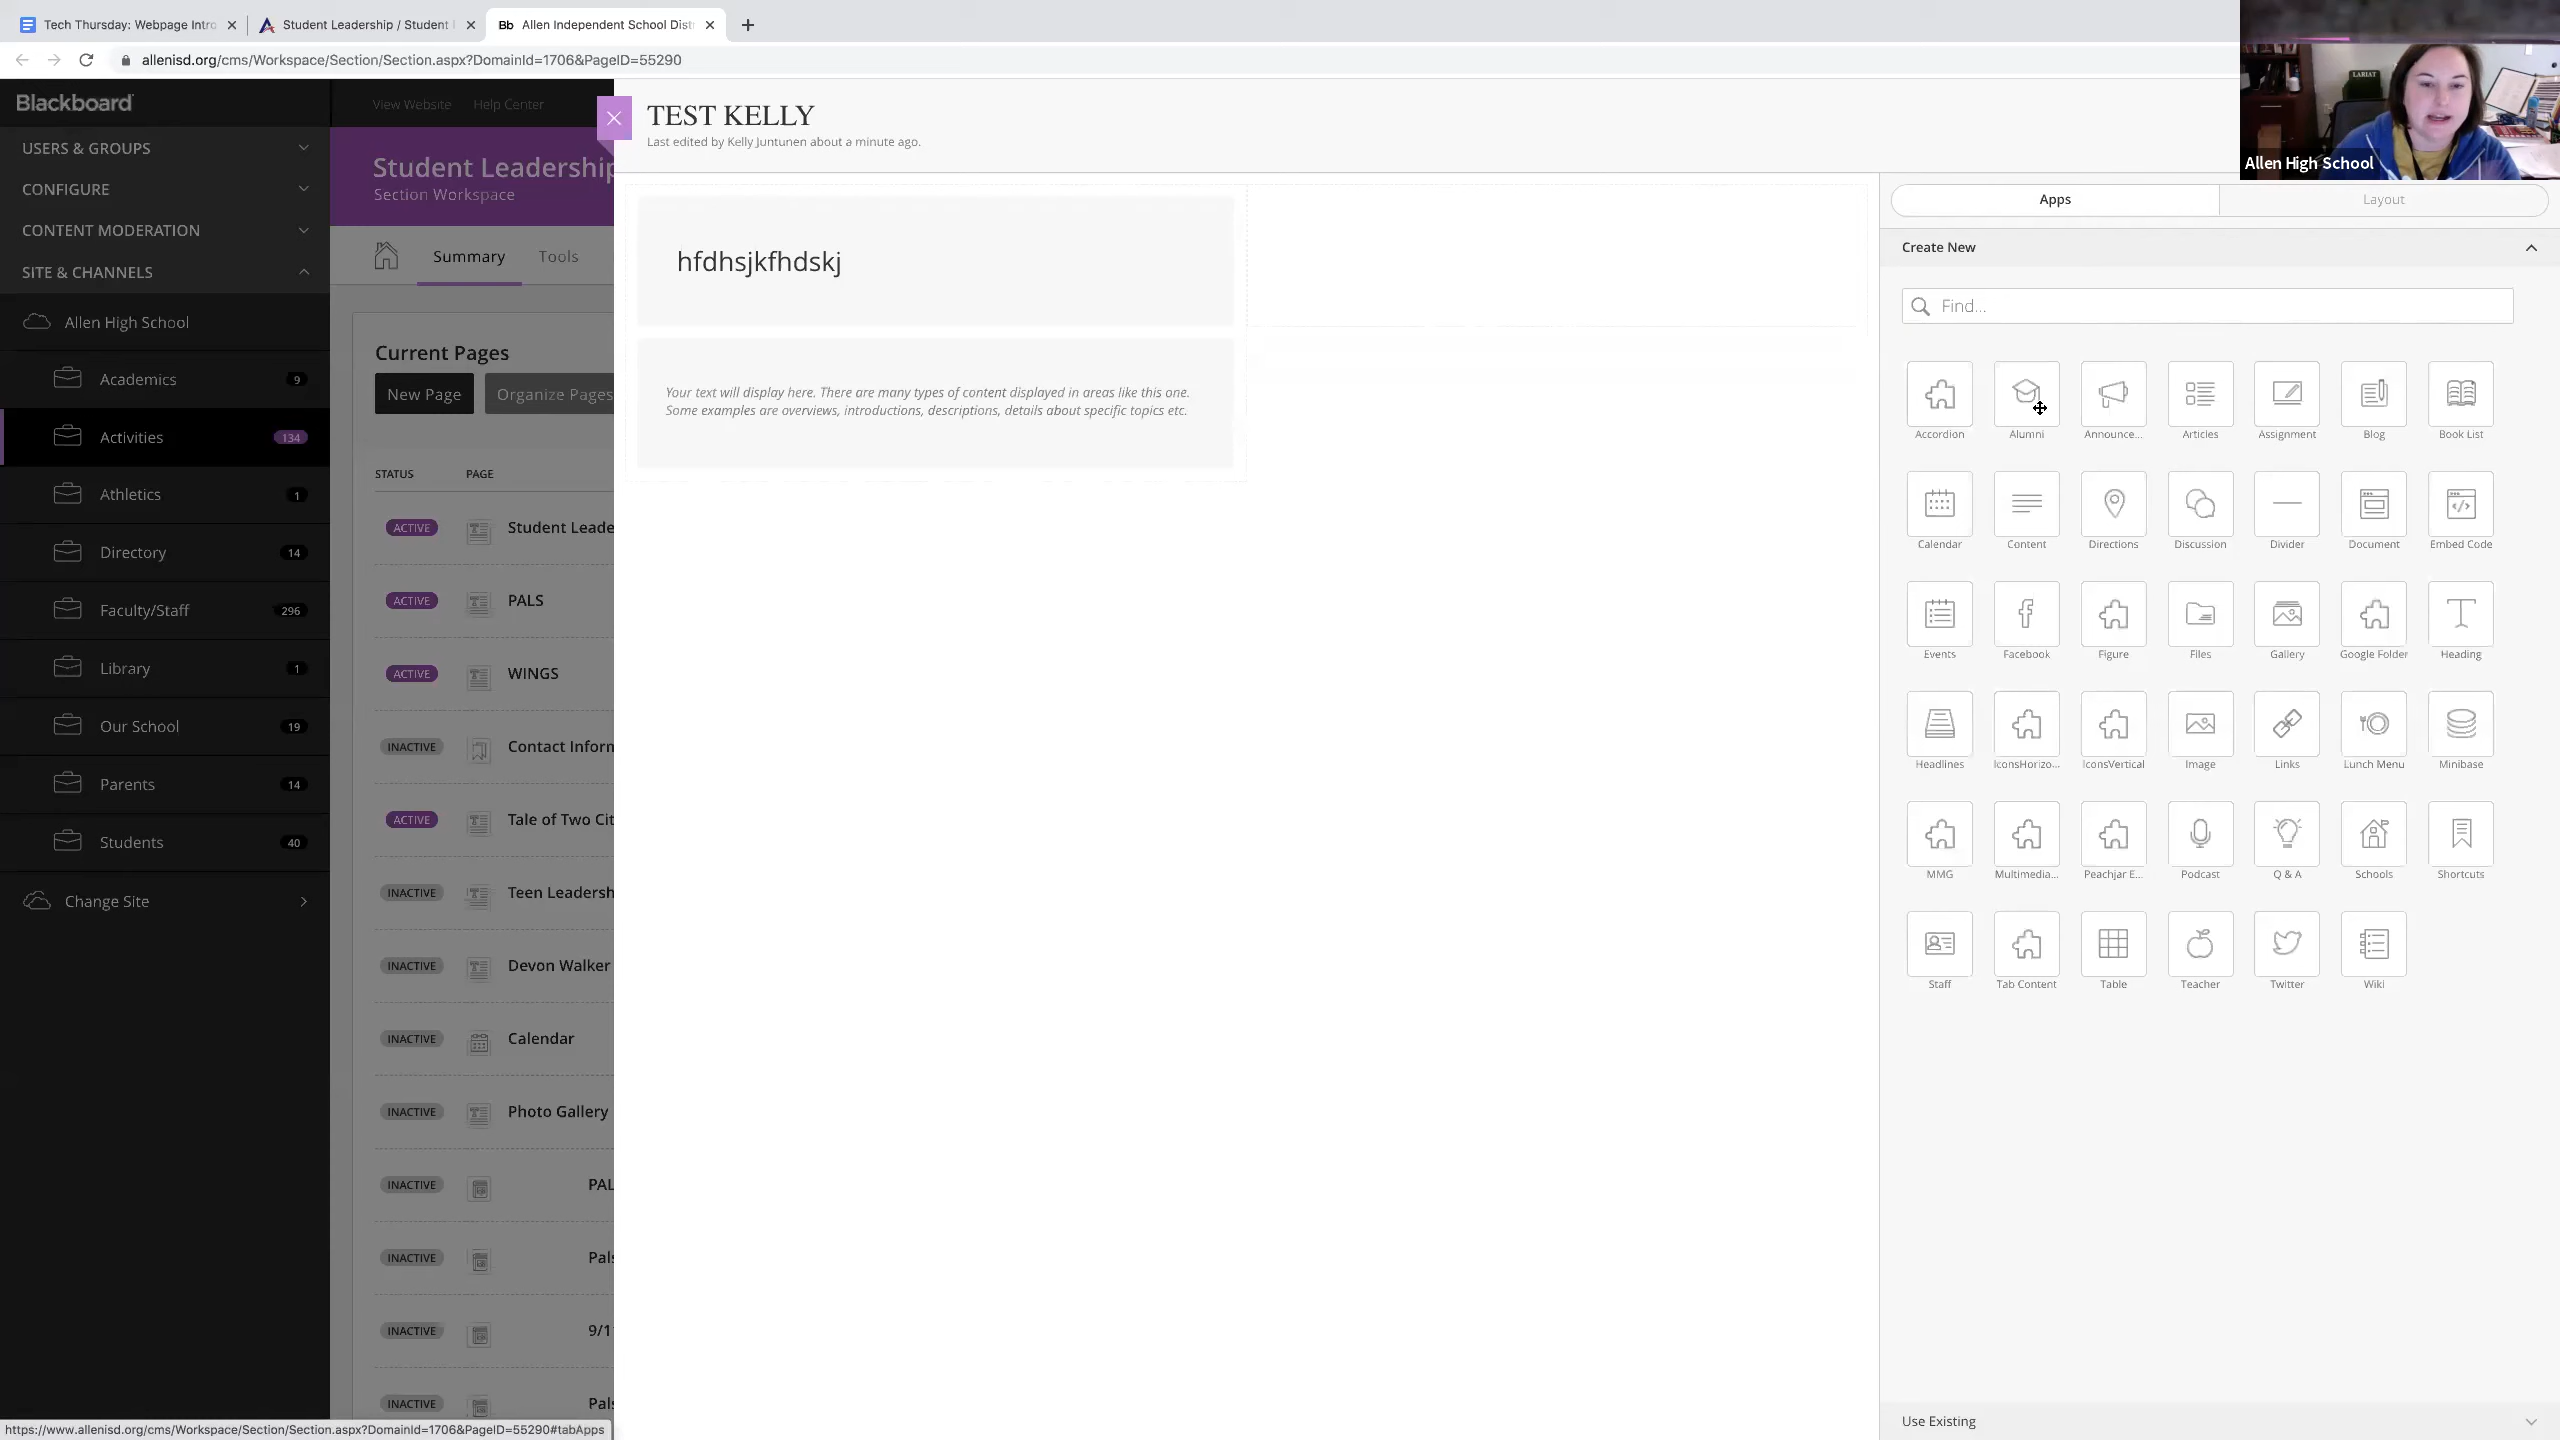 Tech Thursday: Webpage Intro
Student Leadership / Student
Bb Allen Independent School Dist
allenisd.org/cms/Workspace/Section/Section.aspx?DomainId=1706&PageID=55290
Blackboard
View Website Help Center
USERS & GROUPS
CONFIGURE
CONTENT MODERATION
SITE & CHANNELS
Allen High School
Academics 9
Activities 134
Athletics 1
Directory 14
Faculty/Staff 296
Library 1
Our School 19
Parents 14
Students 40
Change Site
Student Leadership
Section Workspace
Summary Tools
Current Pages
New Page Organize Pages
STATUS PAGE
ACTIVE Student Leade
ACTIVE PALS
ACTIVE WINGS
INACTIVE Contact Inforn
ACTIVE Tale of Two Cit
INACTIVE Teen Leadersh
INACTIVE Devon Walker
INACTIVE Calendar
INACTIVE Photo Gallery
INACTIVE PAL
INACTIVE Pals
INACTIVE 9/1
INACTIVE Pals
TEST KELLY
Last edited by Kelly Juntunen about a minute ago.
hfdhsjkfhdskj
Your text will display here. There are many types of content displayed in areas like this one.
Some examples are overviews, introductions, descriptions, details about specific topics etc.
LARIAT
Allen High School
Apps Layout
Create New
Find...
Accordion Alumni Announce... Articles Assignment Blog Book List
Calendar Content Directions Discussion Divider Document Embed Code
Events Facebook Figure Files Gallery Google Folder Heading
Headlines IconsHorizo... IconsVertical Image Links Lunch Menu Minibase
MMG Multimedia... Peachjar E... Podcast Q & A Schools Shortcuts
Staff Tab Content Table Teacher Twitter Wiki
Use Existing
https://www.allenisd.org/cms/Workspace/Section/Section.aspx?DomainId=1706&PageID=55290#tabApps